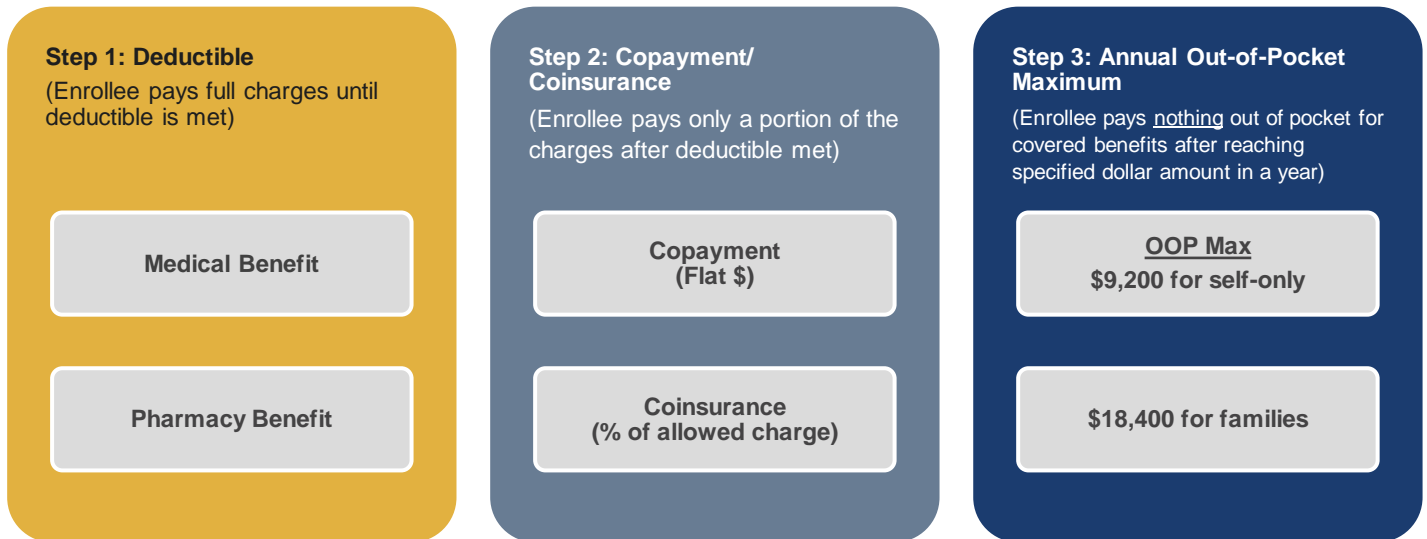 Step 1: Deductible
(Enrollee pays full charges until
deductible is met)
Medical Benefit
Pharmacy Benefit
Step 2: Copayment/
Coinsurance
(Enrollee pays only a portion of the
charges after deductible met)
Copayment
(Flat $)
Coinsurance
(% of allowed charge)
Step 3: Annual Out-of-Pocket
Maximum
(Enrollee pays nothing out of pocket for
covered benefits after reaching
specified dollar amount in a year)
OOP Max
$9,200 for self-only
$18,400 for families